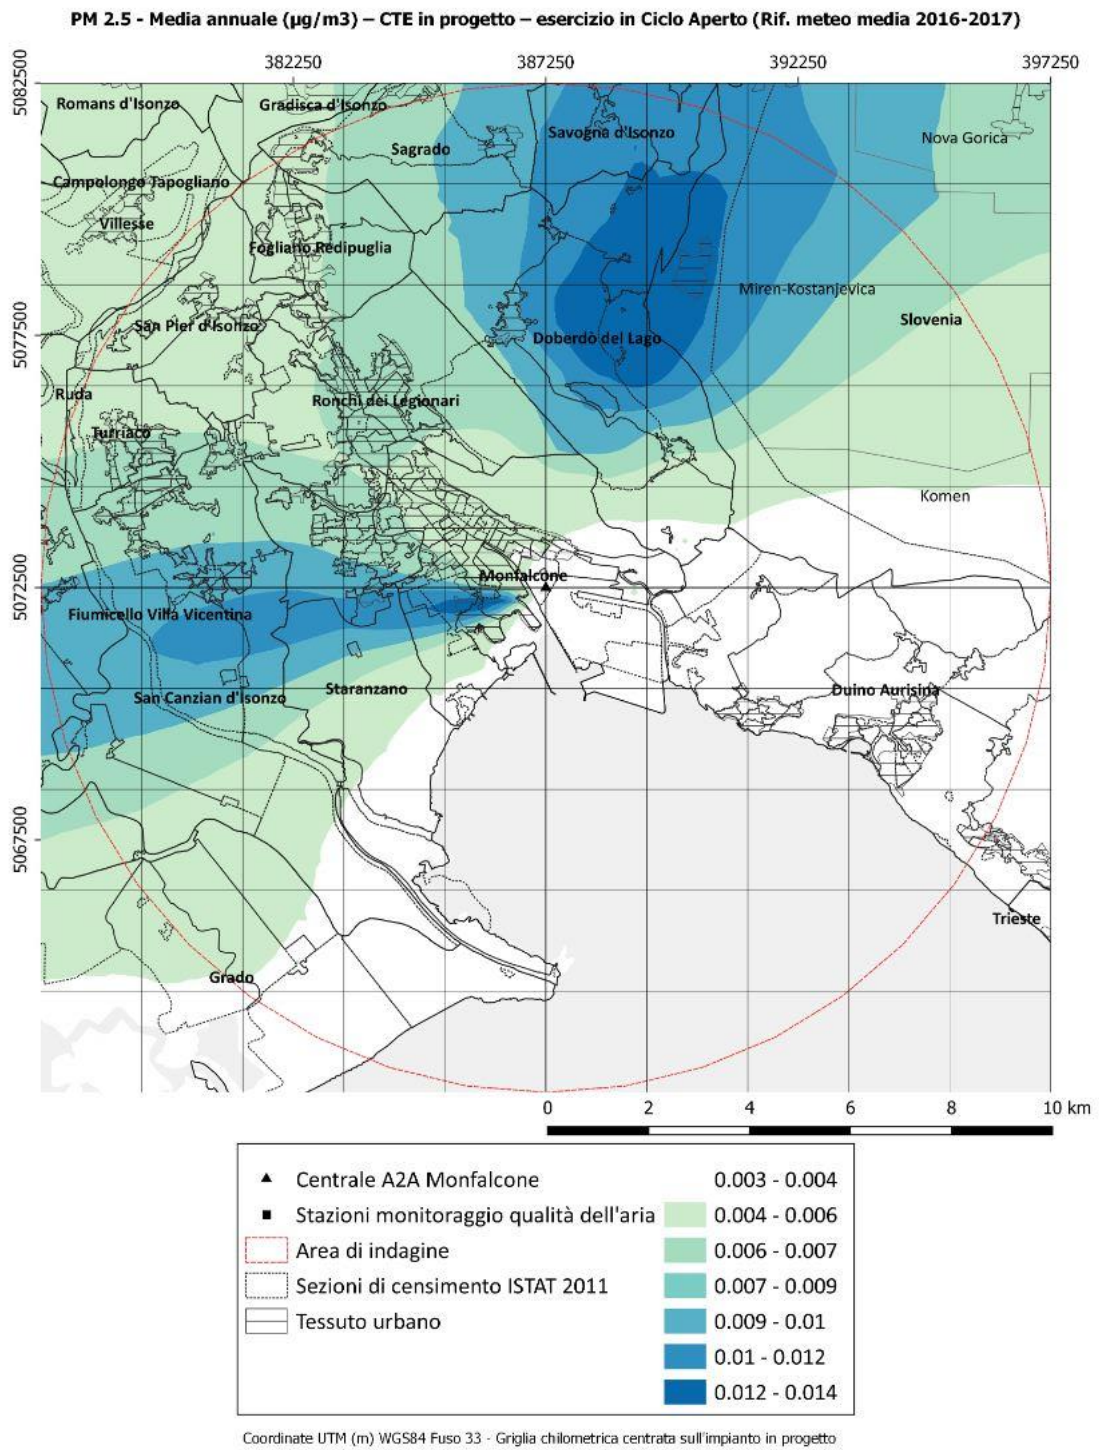 PM 2.5 - Media annuale (µg/m3) – CTE in progetto – esercizio in Ciclo Aperto (Rif. meteo media 2016-2017)
382250 387250 392250 397250
5082500
Romans d'Isonzo
Gradisca d'Isonzo
Sagrado
Savogna d'Isonzo
Nova Gorica
Campolongo Tapogliano
Villesse
Fogliano Redipuglia
Miren-Kostanjevica
San Pier d'Isonzo
Slovenia
5077500
Doberdò del Lago
Ruda
Ronchi dei Legionari
Turriaco
Komen
Monfalcone
5072500
Fiumicello Villa Vicentina
San Canzian d'Isonzo
Staranzano
Duino Aurisina
5067500
Trieste
Grado
0 2 4 6 8 10 km
Centrale A2A Monfalcone
Stazioni monitoraggio qualità dell'aria
Area di indagine
Sezioni di censimento ISTAT 2011
Tessuto urbano
0.003 - 0.004
0.004 - 0.006
0.006 - 0.007
0.007 - 0.009
0.009 - 0.01
0.01 - 0.012
0.012 - 0.014
Coordinate UTM (m) WGS84 Fuso 33 - Griglia chilometrica centrata sull'impianto in progetto